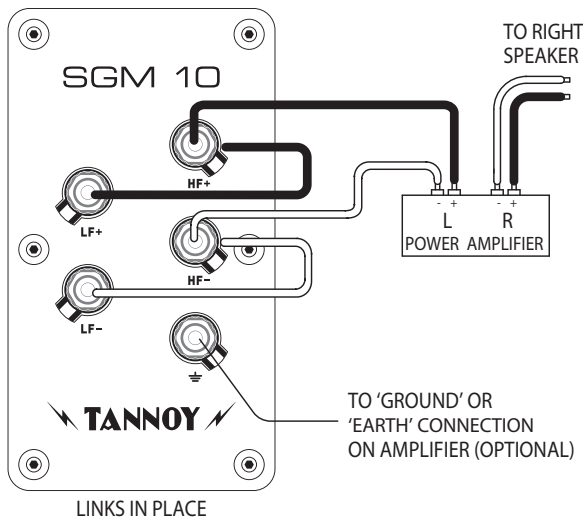 TO RIGHT
SPEAKER
SGM 10
HF+
LF+
- +
- +
L R
POWER AMPLIFIER
HF-
LF-
TANNOY
TO ‘GROUND’ OR
‘EARTH’ CONNECTION
ON AMPLIFIER (OPTIONAL)
LINKS IN PLACE